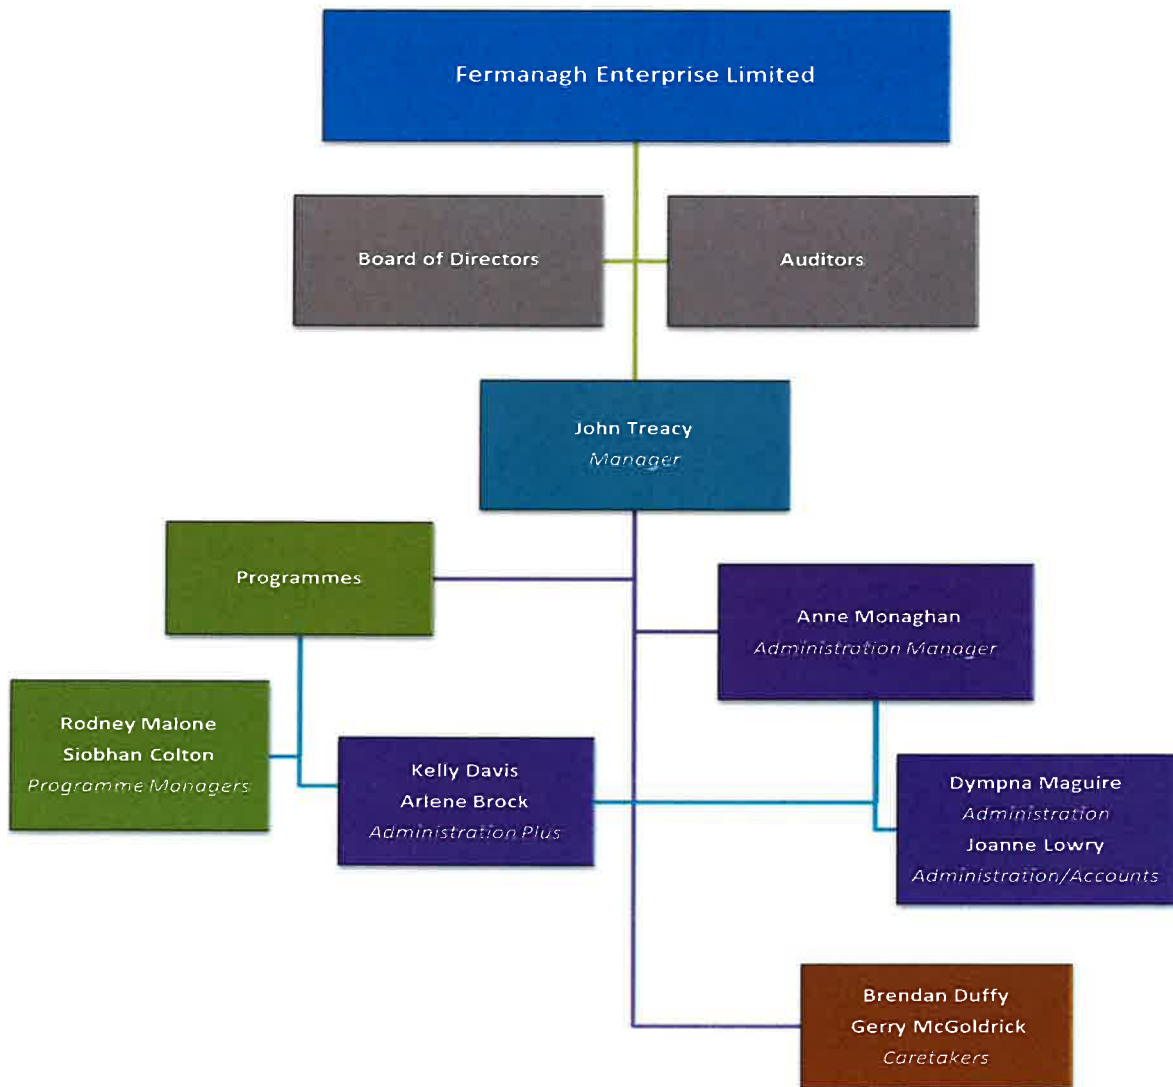 Fermanagh Enterprise Limited
Board of Directors
Auditors
John Treacy
Manager
Programmes
Anne Monaghan
Administration Manager
Rodney Malone
Siobhan Colton
Programme Managers
Kelly Davis
Arlene Brock
Administration Plus
Dympna Maguire
Administration
Joanne Lowry
Administration/Accounts
Brendan Duffy
Gerry McGoldrick
Caretakers